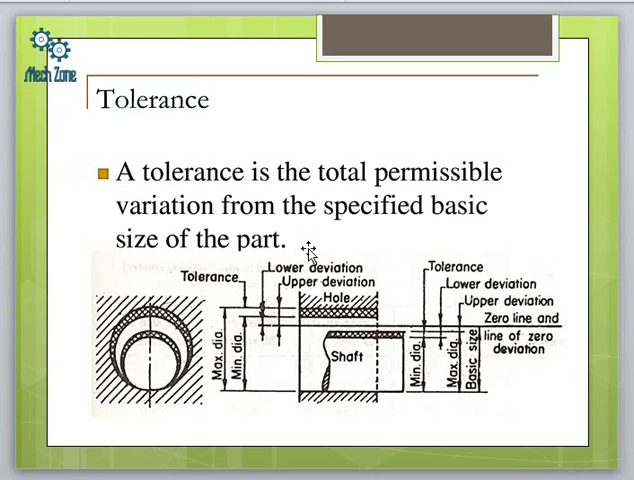 Mech Zone
Tolerance
A tolerance is the total permissible
variation from the specified basic
size of the part.
Tolerance
Lower deviation
Upper deviation
Hole
Max. dia.
Min. dia.
Shaft
Tolerance
Lower deviation
Upper deviation
Zero line and
line of zero
deviation
Min. dia.
Max. dia.
Basic size